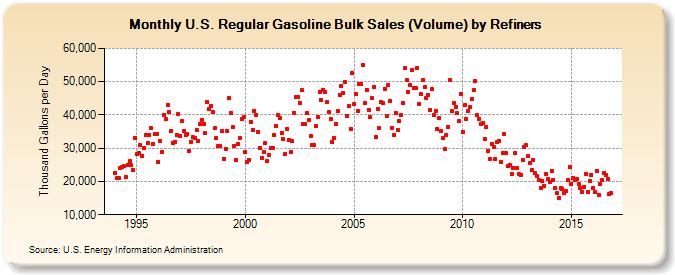 Monthly U.S. Regular Gasoline Bulk Sales (Volume) by Refiners
Thousand Gallons per Day
60,000
50,000
40,000
30,000
20,000
10,000
1995 2000 2005 2010 2015
Source: U.S. Energy Information Administration